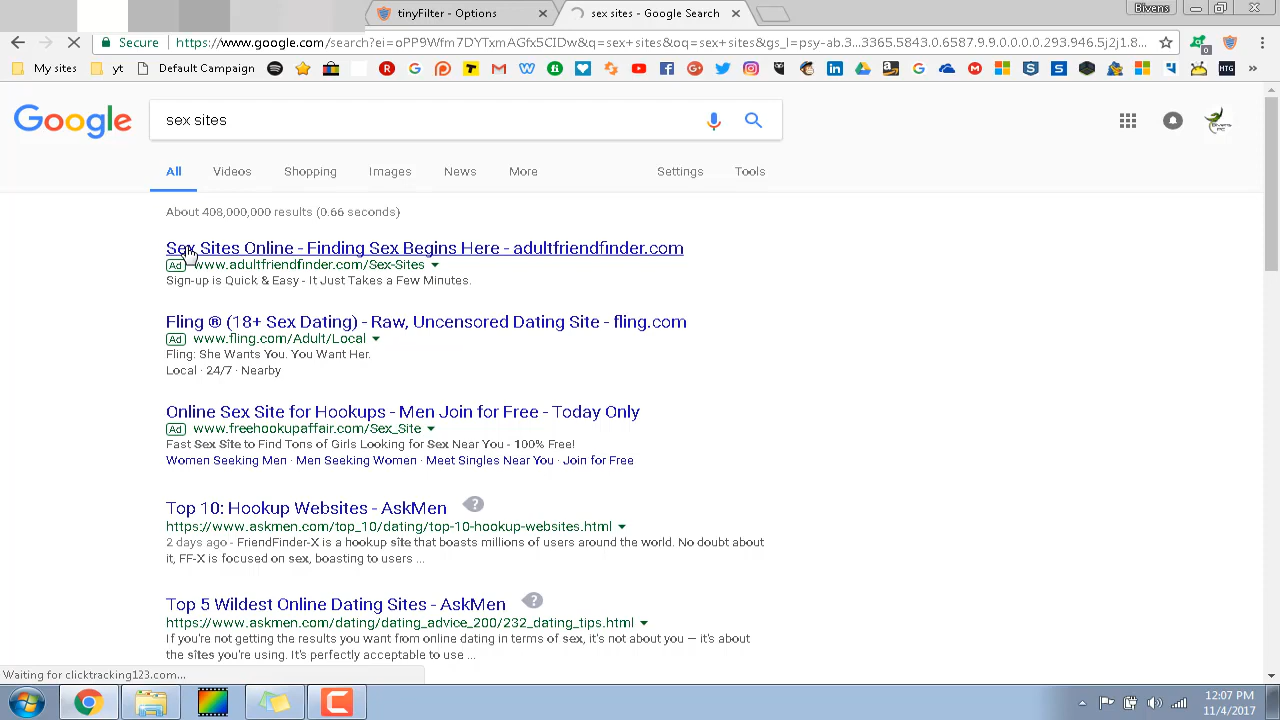 tinyFilter - Options
sex sites - Google Search
Bivens
Secure
https://www.google.com/search?ei=oPP9Wfm7DYTxmAGfx5CIDw&q=sex+sites&oq=sex+sites&gs_l=psy-ab.3...3365.5843.0.6587.9.9.0.0.0.0.293.946.5j2j1.8...
My sites
yt
Default Campaign
HTG
Google
sex sites
All Videos Shopping Images News More Settings Tools
About 408,000,000 results (0.66 seconds)
Sex Sites Online - Finding Sex Begins Here - adultfriendfinder.com
Ad www.adultfriendfinder.com/Sex-Sites
Sign-up is Quick & Easy - It Just Takes a Few Minutes.
Fling ® (18+ Sex Dating) - Raw, Uncensored Dating Site - fling.com
Ad www.fling.com/Adult/Local
Fling: She Wants You. You Want Her.
Local · 24/7 · Nearby
Online Sex Site for Hookups - Men Join for Free - Today Only
Ad www.freehookupaffair.com/Sex_Site
Fast Sex Site to Find Tons of Girls Looking for Sex Near You - 100% Free!
Women Seeking Men · Men Seeking Women · Meet Singles Near You · Join for Free
Top 10: Hookup Websites - AskMen
https://www.askmen.com/top_10/dating/top-10-hookup-websites.html
2 days ago - FriendFinder-X is a hookup site that boasts millions of users around the world. No doubt about
it, FF-X is focused on sex, boasting to users ...
Top 5 Wildest Online Dating Sites - AskMen
https://www.askmen.com/dating/dating_advice_200/232_dating_tips.html
If you're not getting the results you want from online dating in terms of sex, it's not about you — it's about
the sites you're using. It's perfectly acceptable to use ...
Waiting for clicktracking123.com...
12:07 PM
11/4/2017